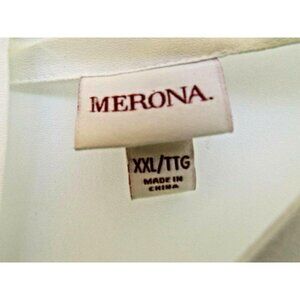 MERONA.
XXL/TTG
MADE IN
CHINA